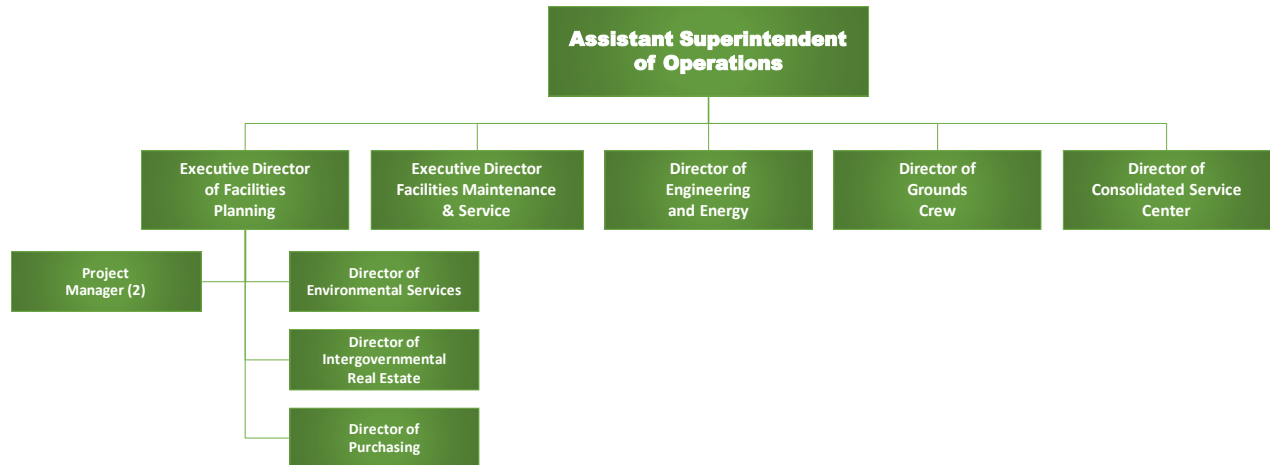 Assistant Superintendent
of Operations
Executive Director
of Facilities
Planning
Executive Director
Facilities Maintenance
& Service
Director of
Engineering
and Energy
Director of
Grounds
Crew
Director of
Consolidated Service
Center
Project
Manager (2)
Director of
Environmental Services
Director of
Intergovernmental
Real Estate
Director of
Purchasing